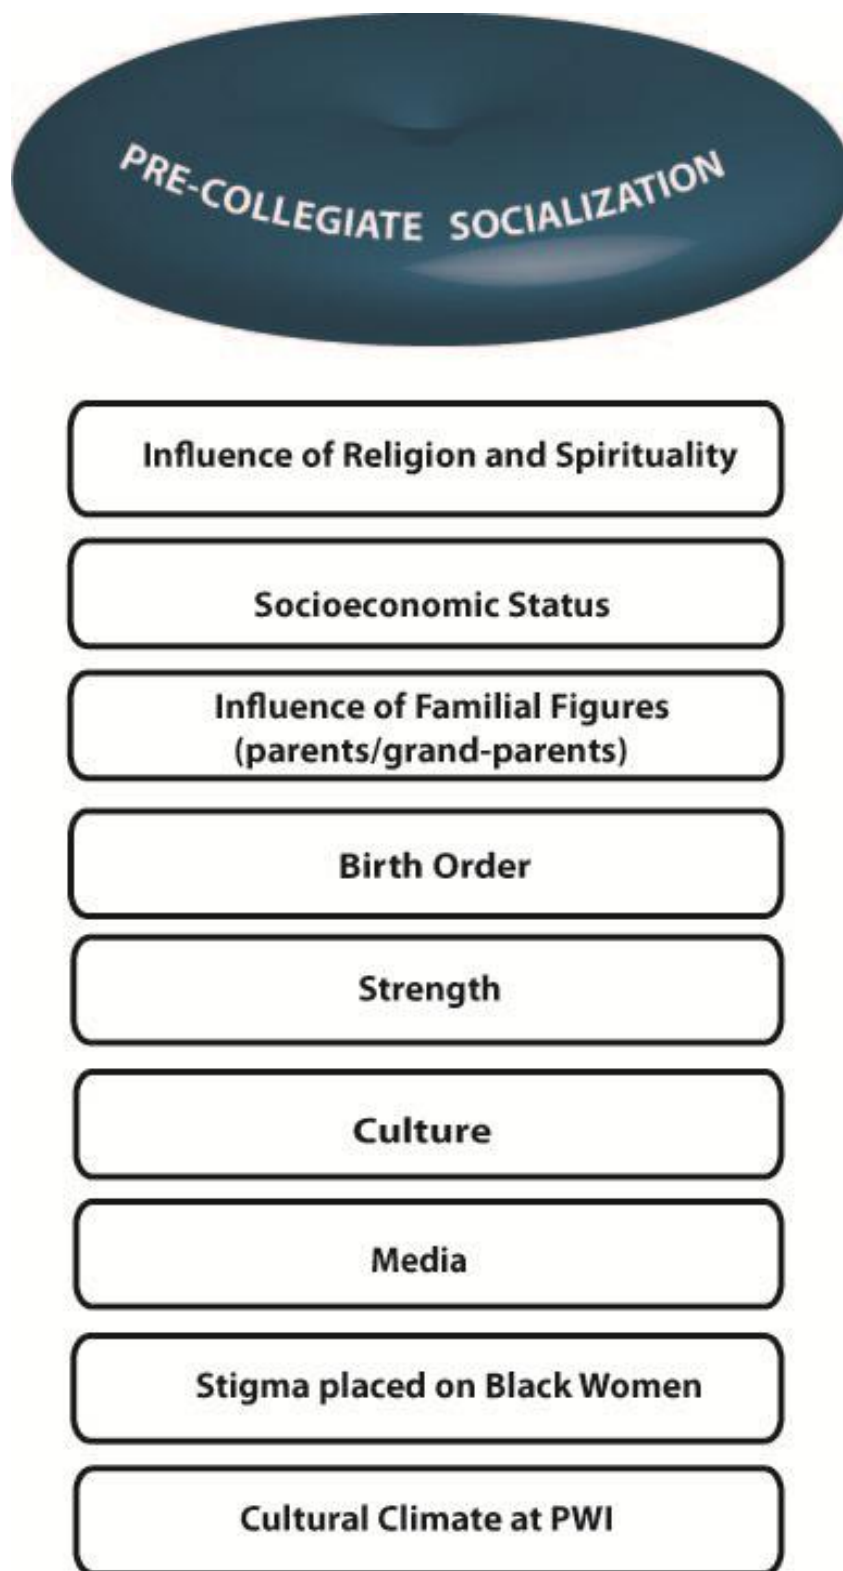 PRE-COLLEGIATE SOCIALIZATION
Influence of Religion and Spirituality
Socioeconomic Status
Influence of Familial Figures
(parents/grand-parents)
Birth Order
Strength
Culture
Media
Stigma placed on Black Women
Cultural Climate at PWI